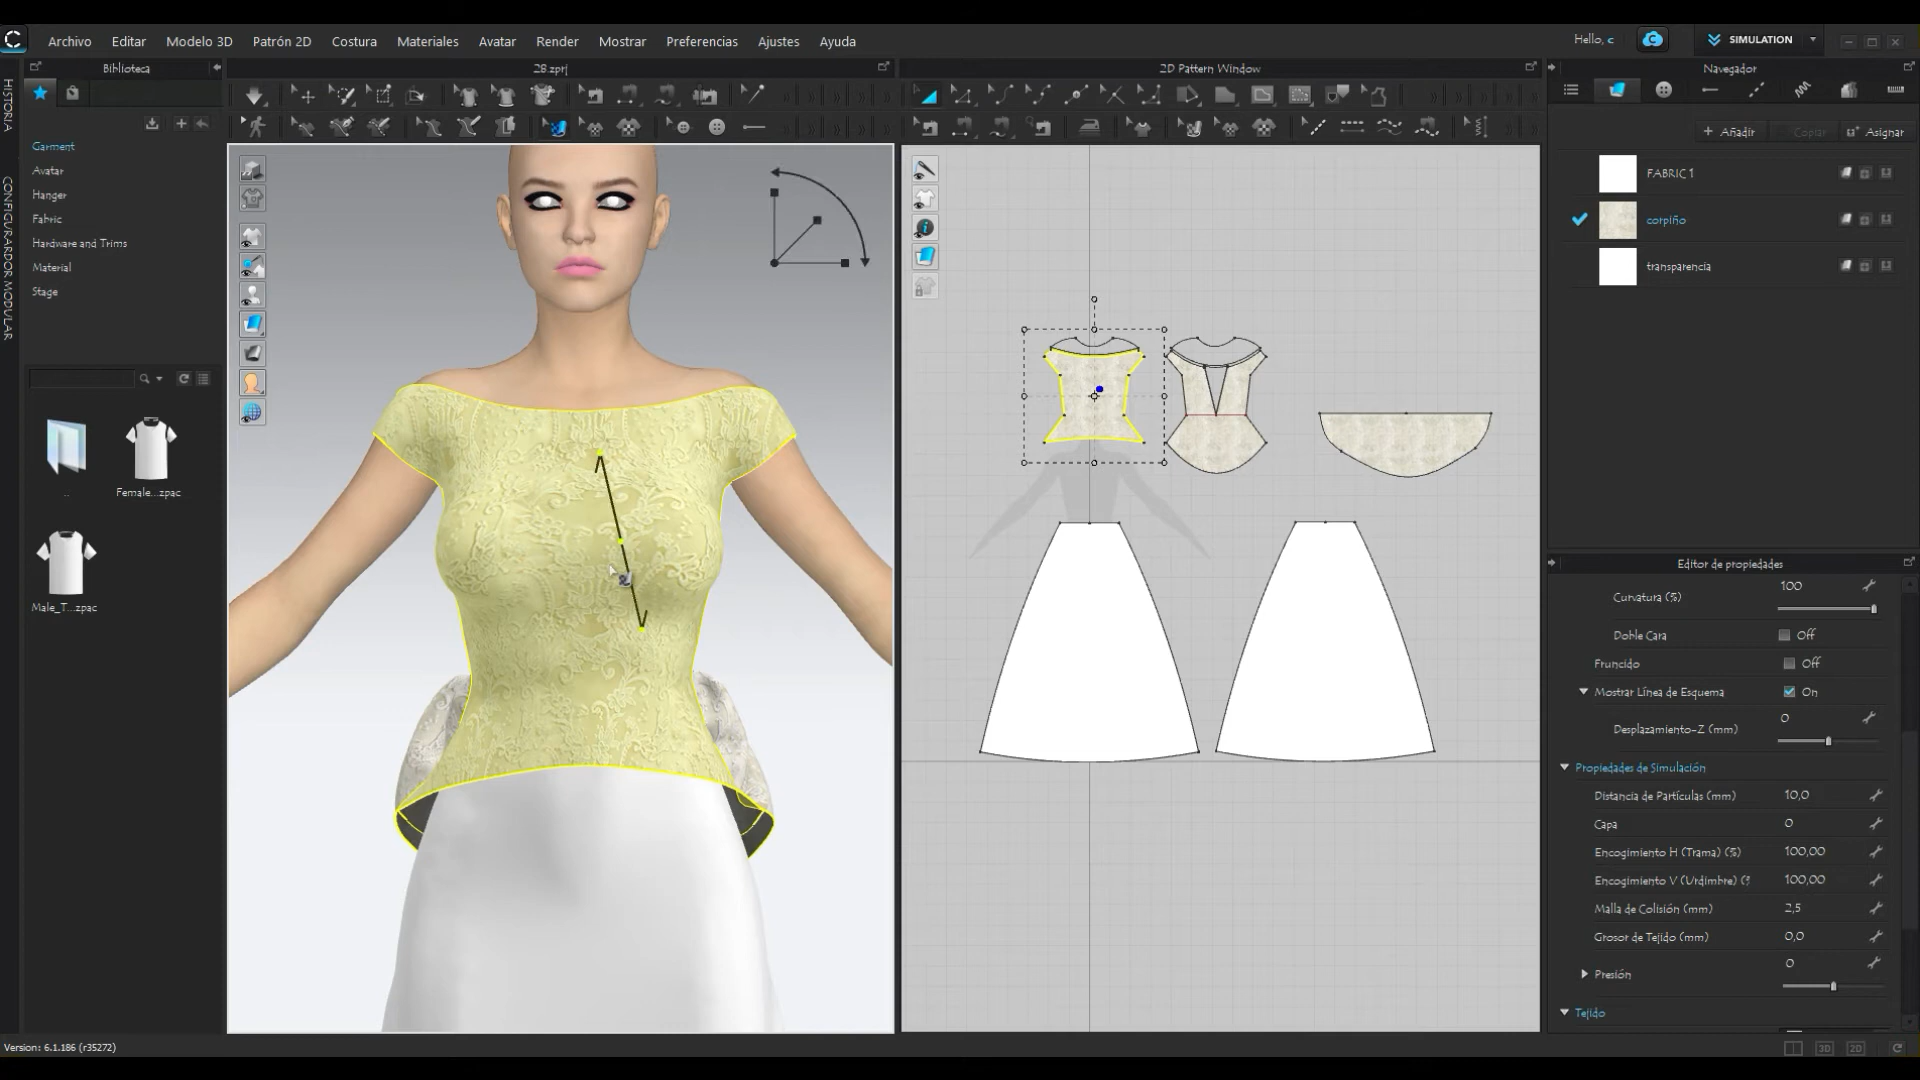 Archivo Editar Modelo 3D Patrón 2D Costura Materiales Avatar Render Mostrar Preferencias Ajustes Ayuda
Hello, c
SIMULATION
HISTORIA
CONFIGURARDOR MODULAR
Biblioteca
28.zprj
2D Pattern Window
Navegador
Garment
Avatar
Hanger
Fabric
Hardware and Trims
Material
Stage
..
Female...zpac
Male_T...zpac
Añadir
Copiar
Asignar
FABRIC 1
corpiño
transparencia
Editor de propiedades
Curvatura (%) 100
Doble Cara Off
Fruncido Off
Mostrar Línea de Esquema On
Desplazamiento-Z (mm) 0
Propiedades de Simulación
Distancia de Partículas (mm) 10,0
Capa 0
Encogimiento H (Trama) (%) 100,00
Encogimiento V (Urdimbre) (% 100,00
Malla de Colisión (mm) 2,5
Grosor de Tejido (mm) 0,0
Presión 0
Tejido
Version: 6.1.186 (r35272)
3D 2D